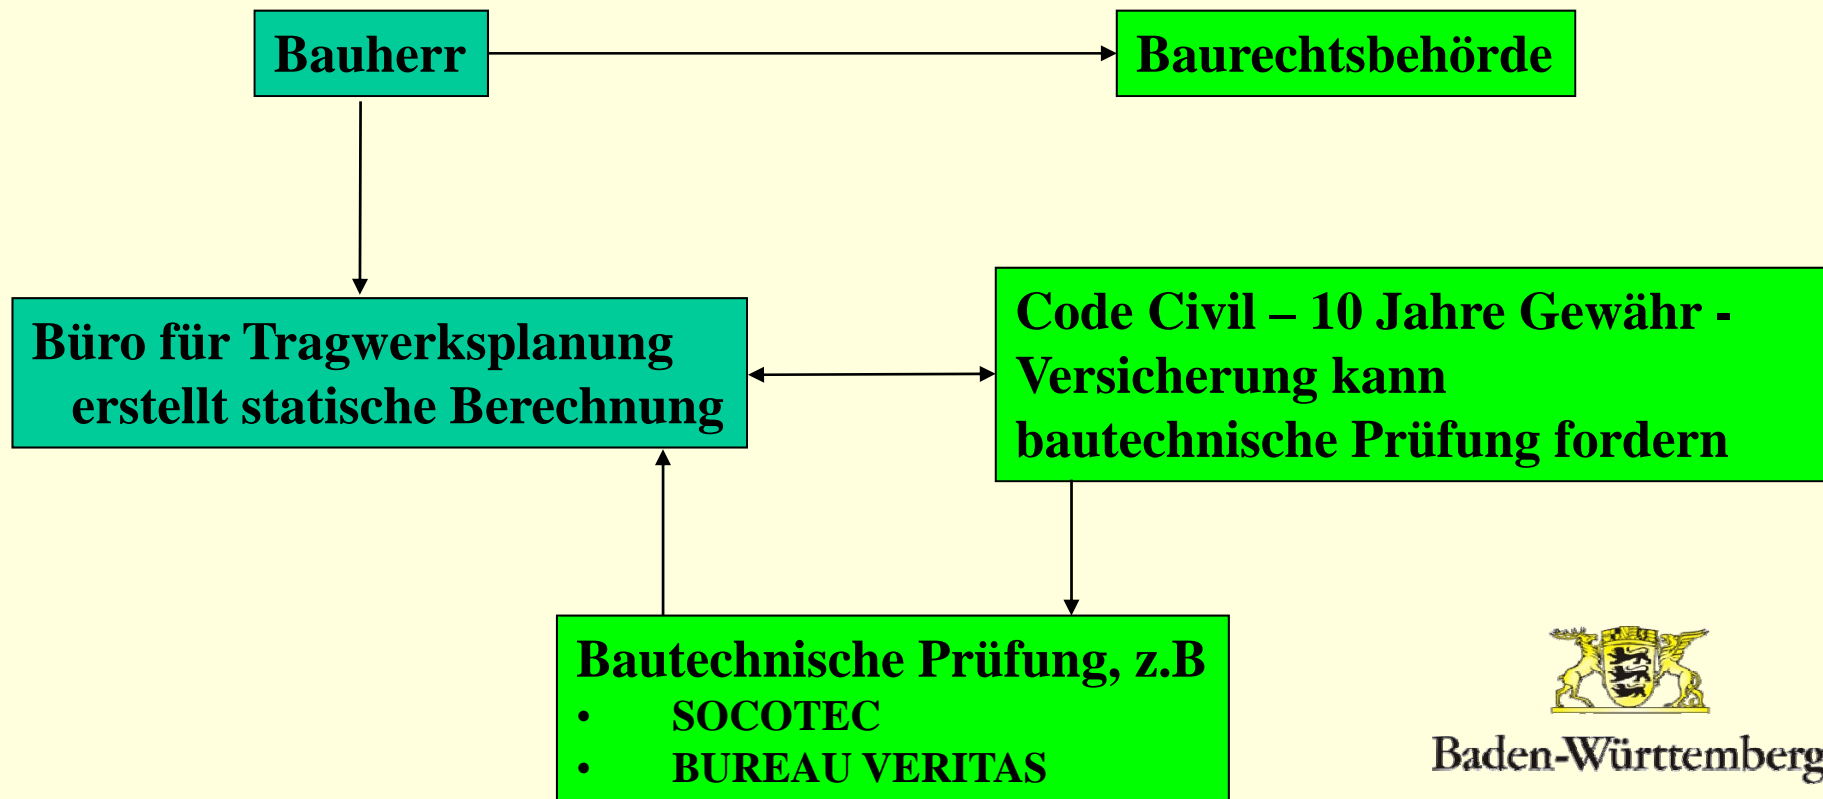 Bauherr
Baurechtsbehörde
Büro für Tragwerksplanung
erstellt statische Berechnung
Code Civil – 10 Jahre Gewähr -
Versicherung kann
bautechnische Prüfung fordern
Bautechnische Prüfung, z.B
• SOCOTEC
• BUREAU VERITAS
Baden-Württemberg